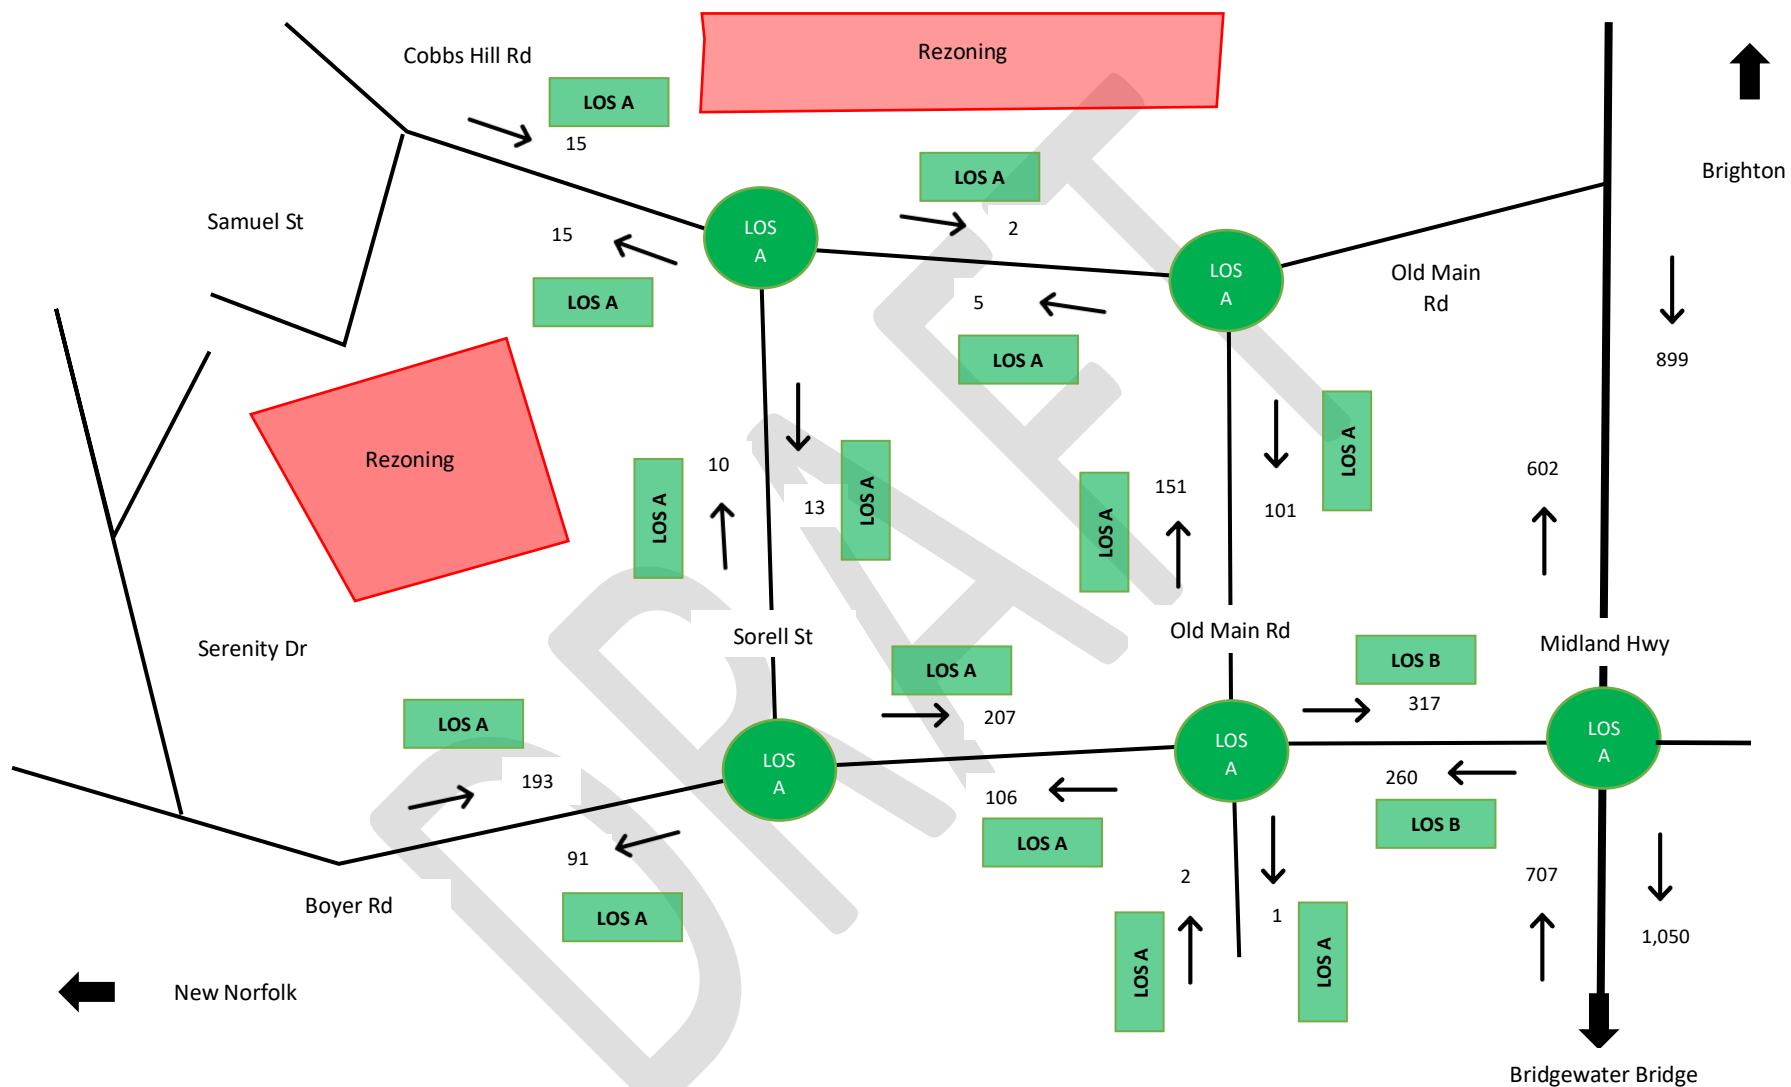 Cobbs Hill Rd
Rezoning
LOS A
15
LOS A
Brighton
Samuel St
15
LOS
A
2
LOS
A
Old Main
Rd
LOS A
5
LOS A
899
Rezoning
10
13
LOS A
LOS A
151
101
LOS A
LOS A
602
Serenity Dr
Sorell St
Old Main Rd
Midland Hwy
LOS A
207
LOS B
317
LOS A
193
LOS
A
LOS
A
LOS
A
106
LOS A
260
LOS B
91
LOS A
Boyer Rd
2
LOS A
1
LOS A
707
1,050
New Norfolk
Bridgewater Bridge
DRAFT